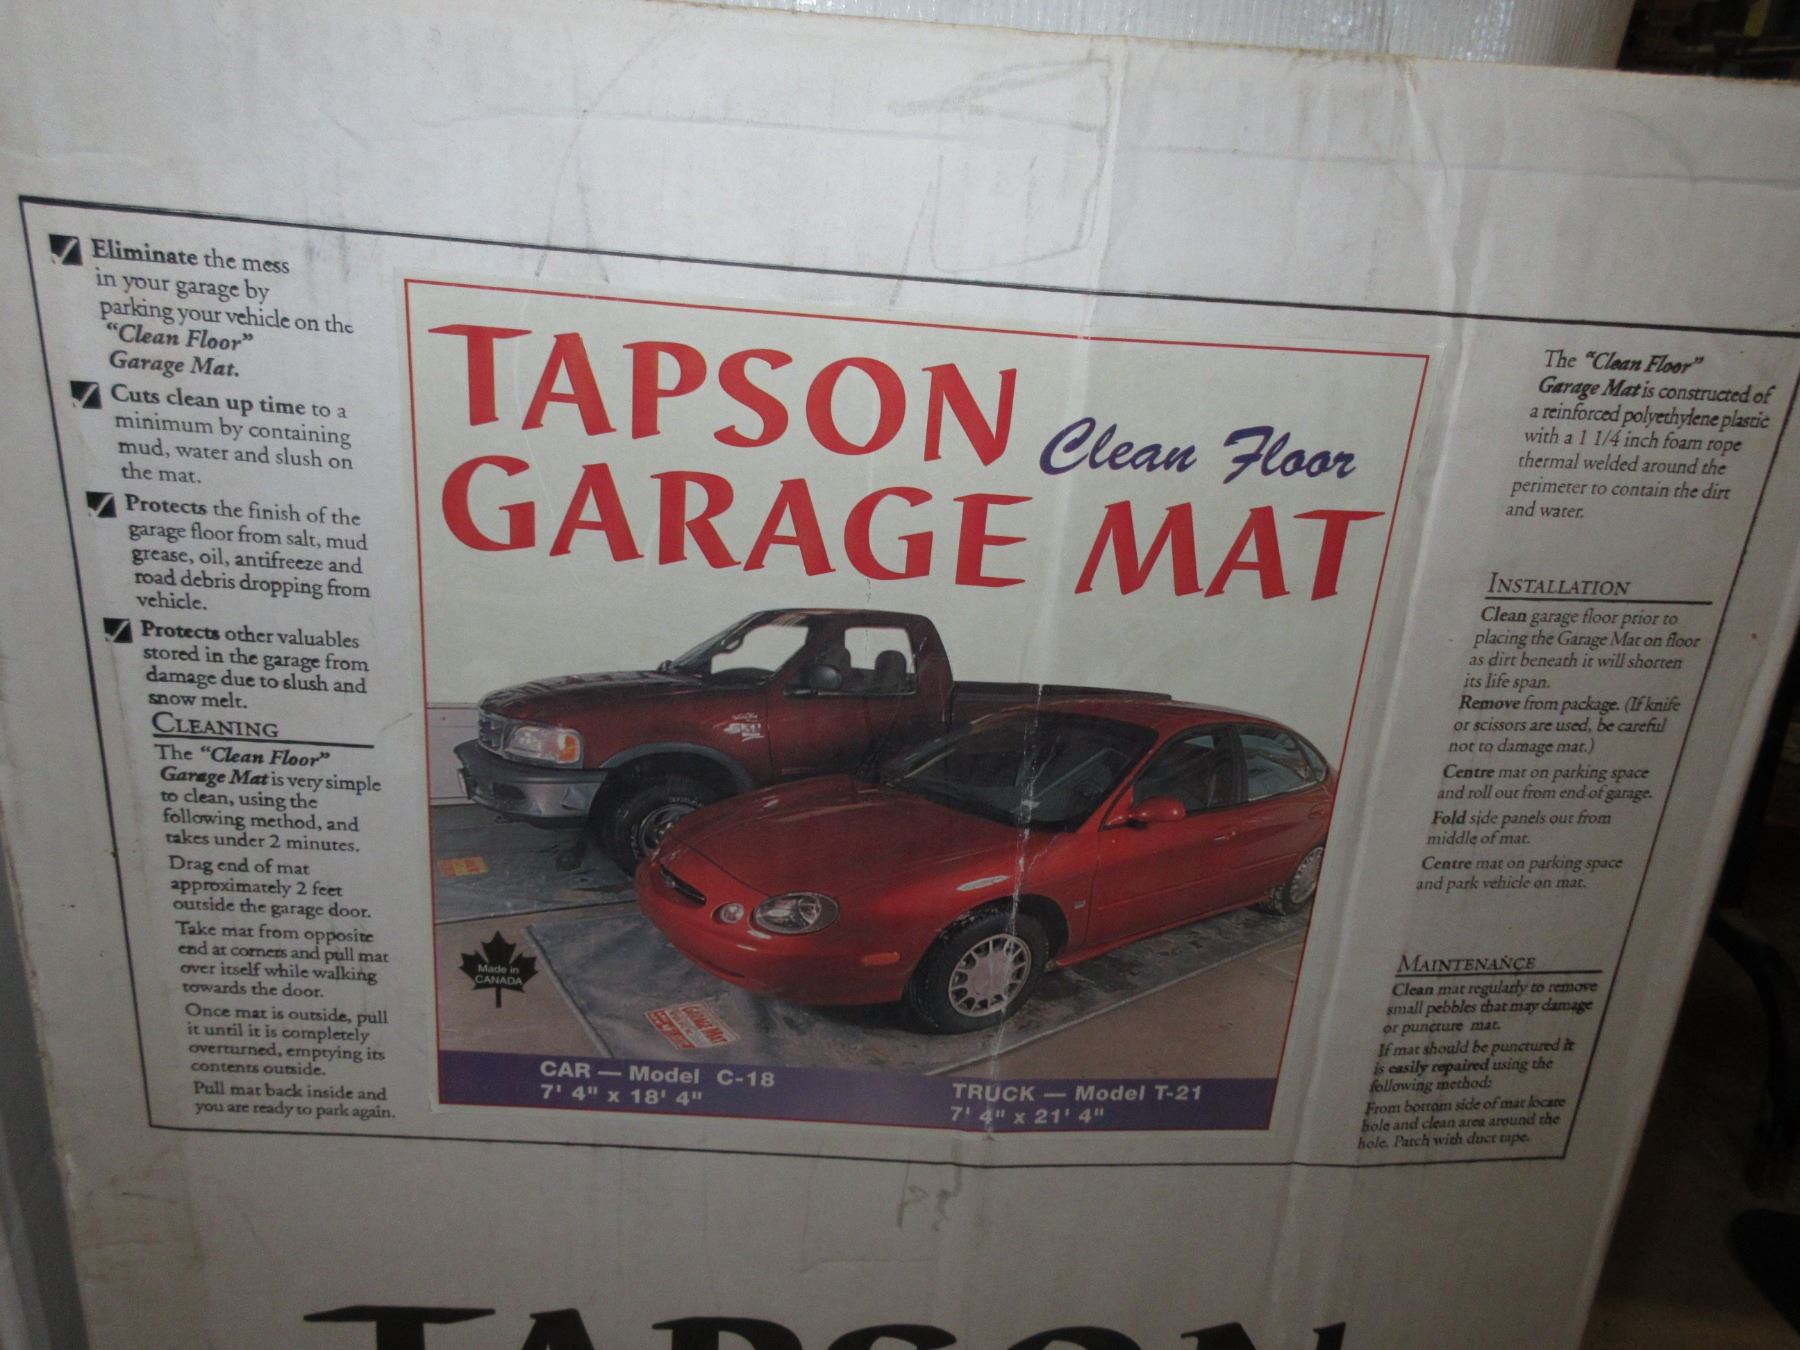 Eliminate the mess
in your garage by
parking your vehicle on the
“Clean Floor”
Garage Mat.
Cuts clean up time to a
minimum by containing
mud, water and slush on
the mat.
Protects the finish of the
garage floor from salt, mud
grease, oil, antifreeze and
road debris dropping from
vehicle.
Protects other valuables
stored in the garage from
damage due to slush and
snow melt.
CLEANING
The “Clean Floor”
Garage Mat is very simple
to clean, using the
following method, and
takes under 2 minutes.
Drag end of mat
approximately 2 feet
outside the garage door.
Take mat from opposite
end at corners and pull mat
over itself while walking
towards the door.
Once mat is outside, pull
it until it is completely
overturned, emptying its
contents outside.
Pull mat back inside and
you are ready to park again.
TAPSON
Clean Floor
GARAGE MAT
Made in
CANADA
GARAGE MAT
CAR — Model C-18
7' 4" x 18' 4"
TRUCK — Model T-21
7' 4" x 21' 4"
The “Clean Floor”
Garage Mat is constructed of
a reinforced polyethylene plastic
with a 1 1/4 inch foam rope
thermal welded around the
perimeter to contain the dirt
and water.
INSTALLATION
Clean garage floor prior to
placing the Garage Mat on floor
as dirt beneath it will shorten
its life span.
Remove from package. (If knife
or scissors are used, be careful
not to damage mat.)
Centre mat on parking space
and roll out from end of garage.
Fold side panels out from
middle of mat.
Centre mat on parking space
and park vehicle on mat.
MAINTENANCE
Clean mat regularly to remove
small pebbles that may damage
or puncture mat.
If mat should be punctured it
is easily repaired using the
following method:
From bottom side of mat locate
hole and clean area around the
hole. Patch with duct tape.
TAPSON